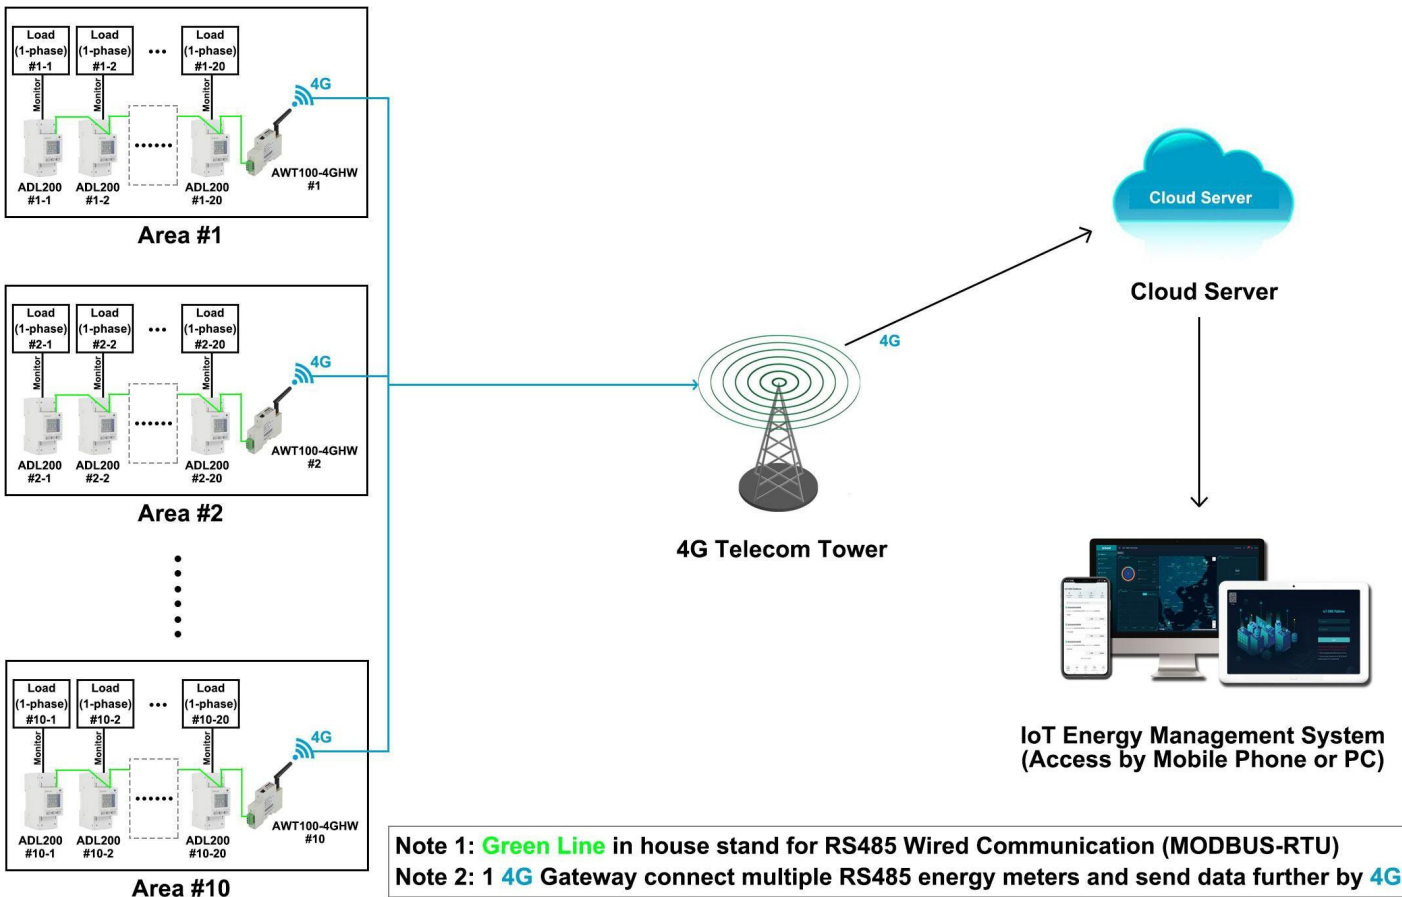 Load
(1-phase)
#1-1
Load
(1-phase)
#1-2
Load
(1-phase)
#1-20
Monitor
Monitor
Monitor
4G
ADL200
#1-1
ADL200
#1-2
ADL200
#1-20
AWT100-4GHW
#1
Area #1
Load
(1-phase)
#2-1
Load
(1-phase)
#2-2
Load
(1-phase)
#2-20
Monitor
Monitor
Monitor
4G
ADL200
#2-1
ADL200
#2-2
ADL200
#2-20
AWT100-4GHW
#2
Area #2
Load
(1-phase)
#10-1
Load
(1-phase)
#10-2
Load
(1-phase)
#10-20
Monitor
Monitor
Monitor
4G
ADL200
#10-1
ADL200
#10-2
ADL200
#10-20
AWT100-4GHW
#10
Area #10
4G Telecom Tower
4G
Cloud Server
Cloud Server
IoT Energy Management System
(Access by Mobile Phone or PC)
Note 1: Green Line in house stand for RS485 Wired Communication (MODBUS-RTU)
Note 2: 1 4G Gateway connect multiple RS485 energy meters and send data further by 4G